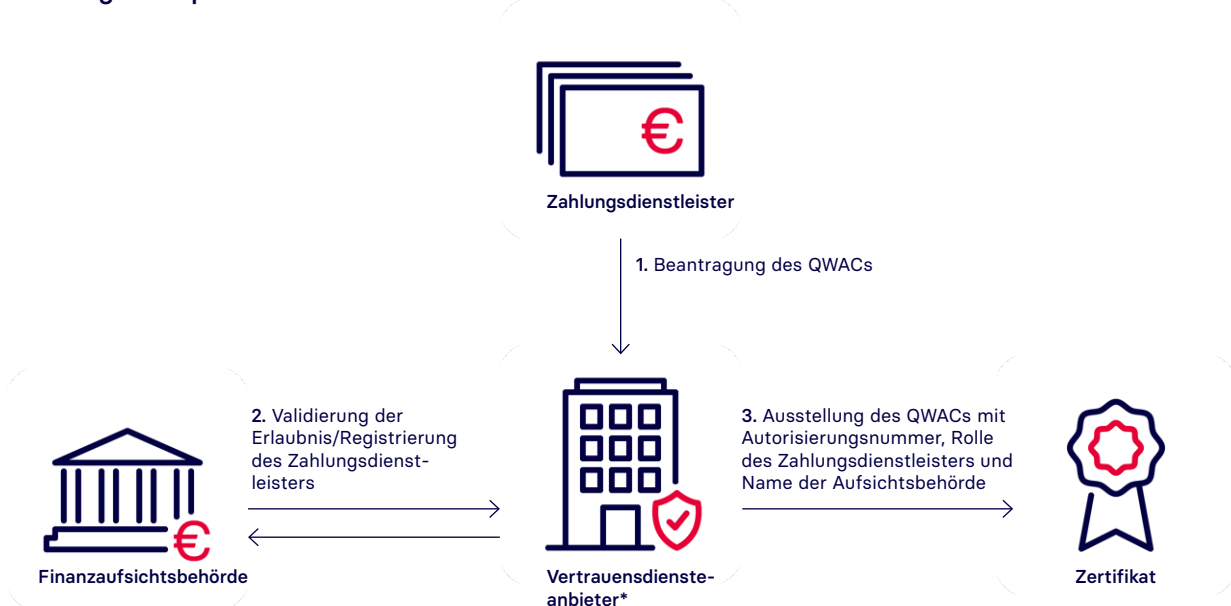 Zahlungsdienstleister
1. Beantragung des QWACs
2. Validierung der
Erlaubnis/Registrierung
des Zahlungsdienst-
leisters
3. Ausstellung des QWACs mit
Autorisierungsnummer, Rolle
des Zahlungsdienstleisters und
Name der Aufsichtsbehörde
Finanzaufsichtsbehörde
Vertrauensdienste-
anbieter*
Zertifikat